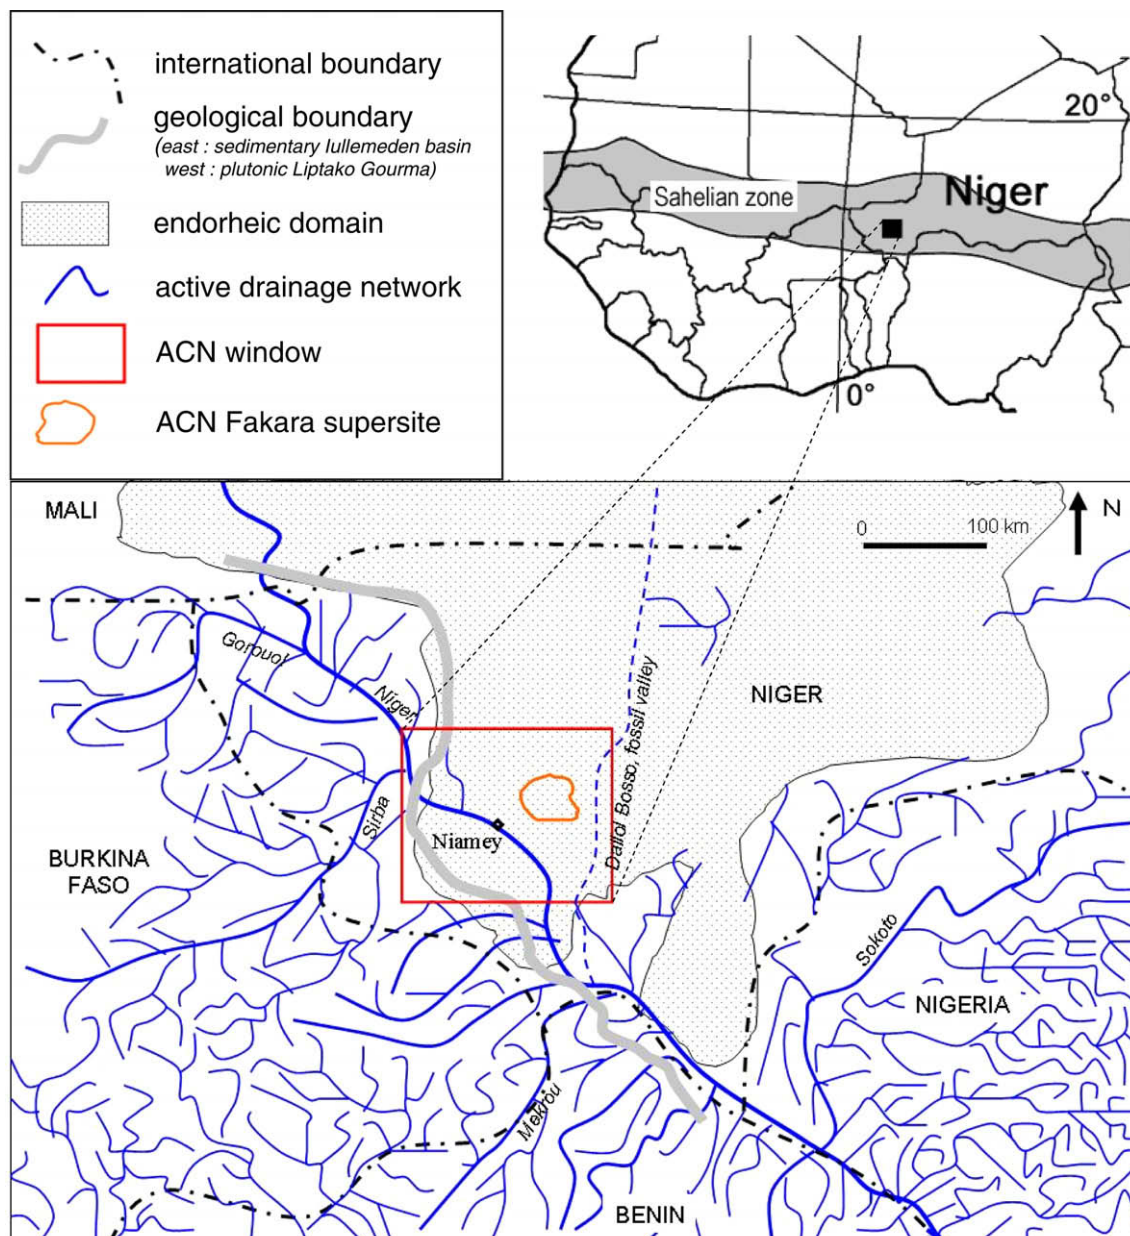 international boundary
geological boundary
(east : sedimentary Iullemeden basin
west : plutonic Liptako Gourma)
endorheic domain
active drainage network
ACN window
ACN Fakara supersite
20°
Niger
Sahelian zone
0°
MALI
0
100 km
N
Gorouol
Niger
NIGER
Dallol Bosso, fossil valley
Sirba
Niamey
BURKINA
FASO
Sokoto
NIGERIA
Mekrou
BENIN